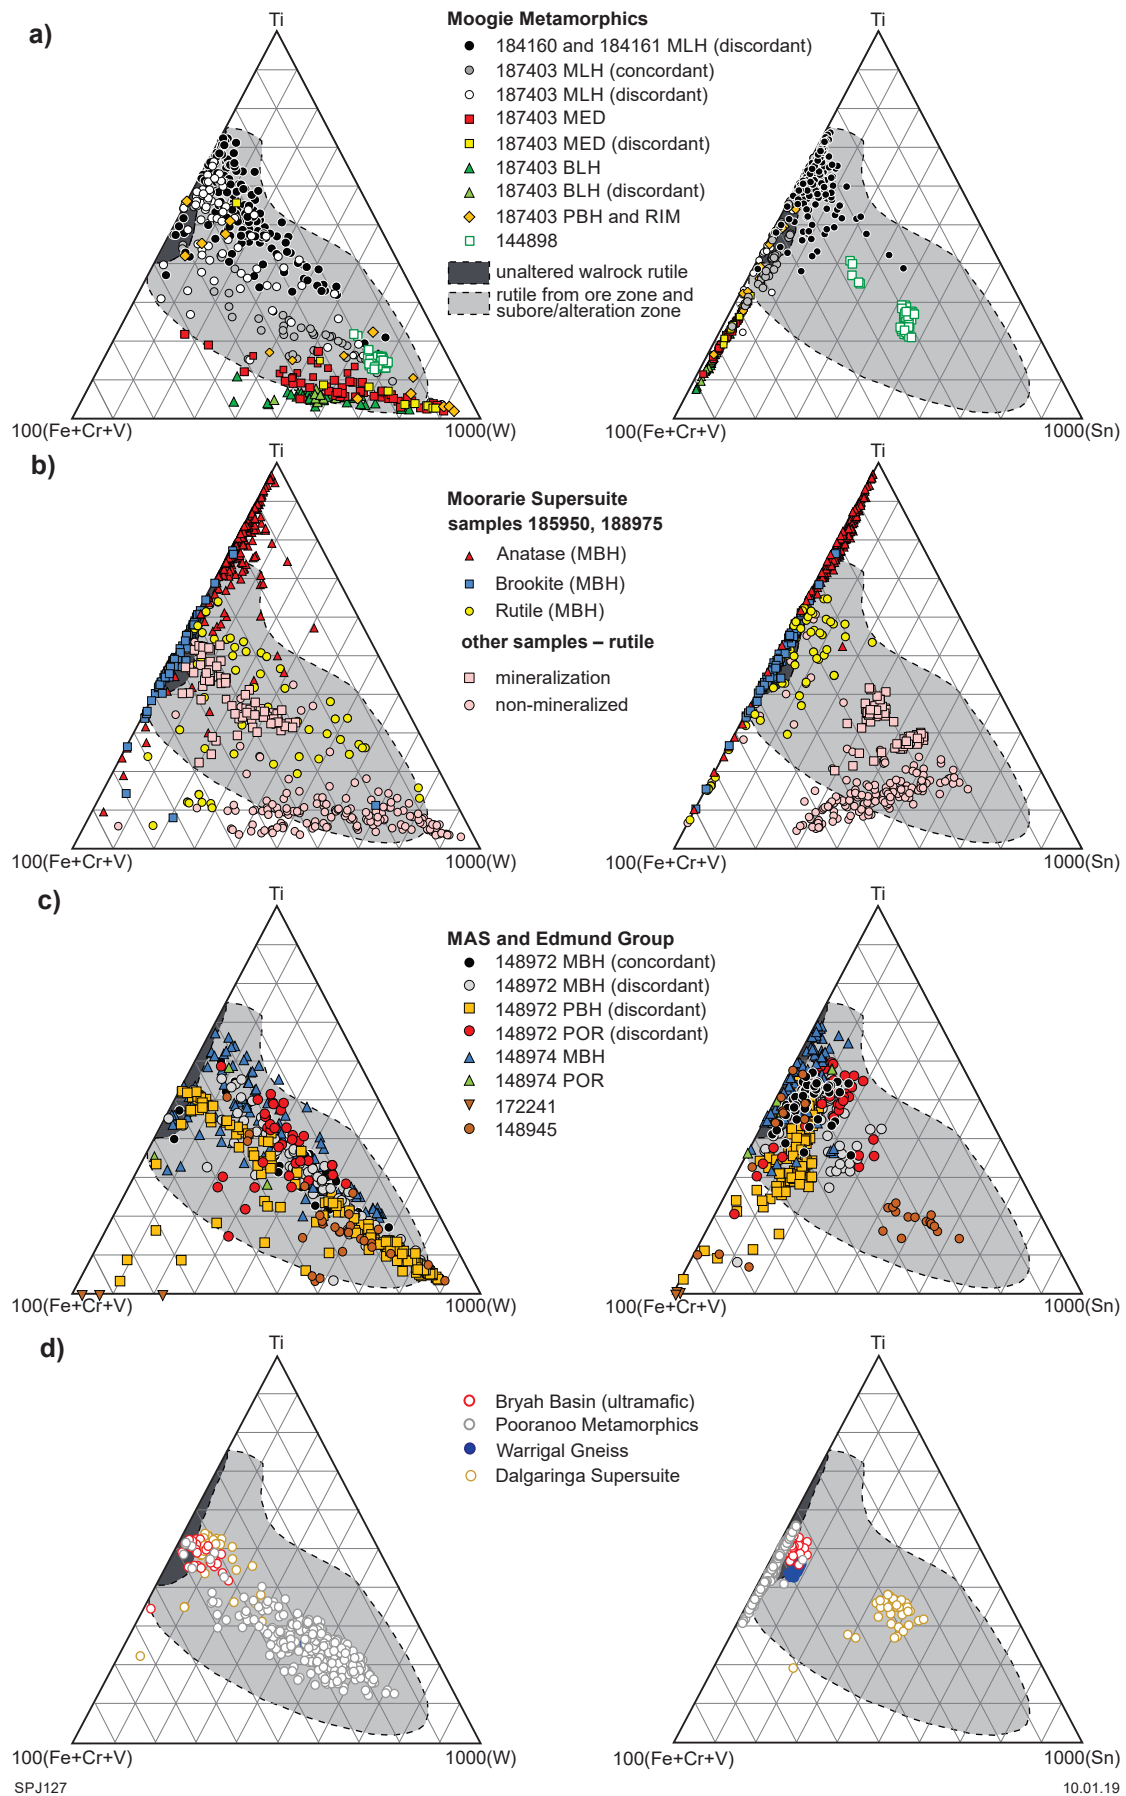 a)
Ti
Moogie Metamorphics
Ti
184160 and 184161 MLH (discordant)
187403 MLH (concordant)
187403 MLH (discordant)
187403 MED
187403 MED (discordant)
187403 BLH
187403 BLH (discordant)
187403 PBH and RIM
144898
unaltered walrock rutile
rutile from ore zone and
subore/alteration zone
100(Fe+Cr+V)
1000(W)
100(Fe+Cr+V)
1000(Sn)
b)
Ti
Ti
Moorarie Supersuite
samples 185950, 188975
Anatase (MBH)
Brookite (MBH)
Rutile (MBH)
other samples – rutile
mineralization
non-mineralized
100(Fe+Cr+V)
1000(W)
100(Fe+Cr+V)
1000(Sn)
c)
Ti
Ti
MAS and Edmund Group
148972 MBH (concordant)
148972 MBH (discordant)
148972 PBH (discordant)
148972 POR (discordant)
148974 MBH
148974 POR
172241
148945
100(Fe+Cr+V)
1000(W)
100(Fe+Cr+V)
1000(Sn)
d)
Ti
Ti
Bryah Basin (ultramafic)
Pooranoo Metamorphics
Warrigal Gneiss
Dalgaringa Supersuite
100(Fe+Cr+V)
1000(W)
100(Fe+Cr+V)
1000(Sn)
SPJ127
10.01.19